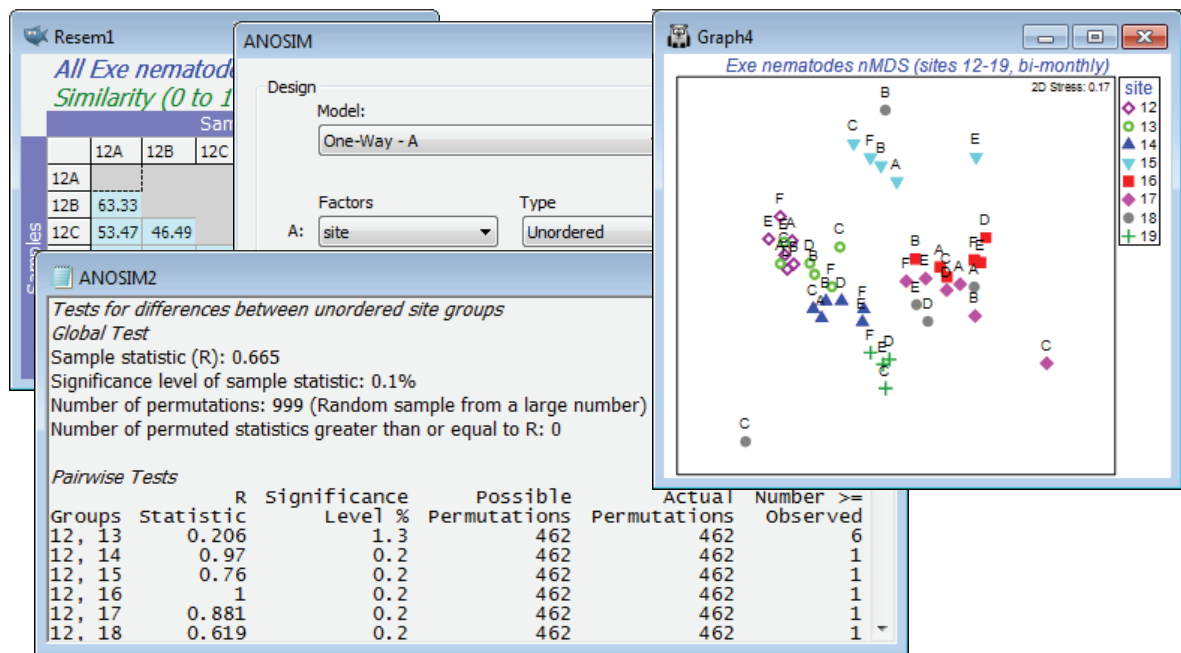 Resem1
All Exe nematod
Similarity (0 to 1
Sam
12A 12B 12C
12A
12B 63.33
12C 53.47 46.49
Samples
ANOSIM
Design
Model:
One-Way - A
Factors Type
A: site Unordered
ANOSIM2
Tests for differences between unordered site groups
Global Test
Sample statistic (R): 0.665
Significance level of sample statistic: 0.1%
Number of permutations: 999 (Random sample from a large number)
Number of permuted statistics greater than or equal to R: 0
Pairwise Tests
R Significance Possible Actual Number >=
Groups Statistic Level % Permutations Permutations Observed
12, 13 0.206 1.3 462 462 6
12, 14 0.97 0.2 462 462 1
12, 15 0.76 0.2 462 462 1
12, 16 1 0.2 462 462 1
12, 17 0.881 0.2 462 462 1
12, 18 0.619 0.2 462 462 1
Graph4
Exe nematodes nMDS (sites 12-19, bi-monthly)
2D Stress: 0.17
site
12
13
14
15
16
17
18
19
B
C
F
B
A
E
F
C
D
C
C